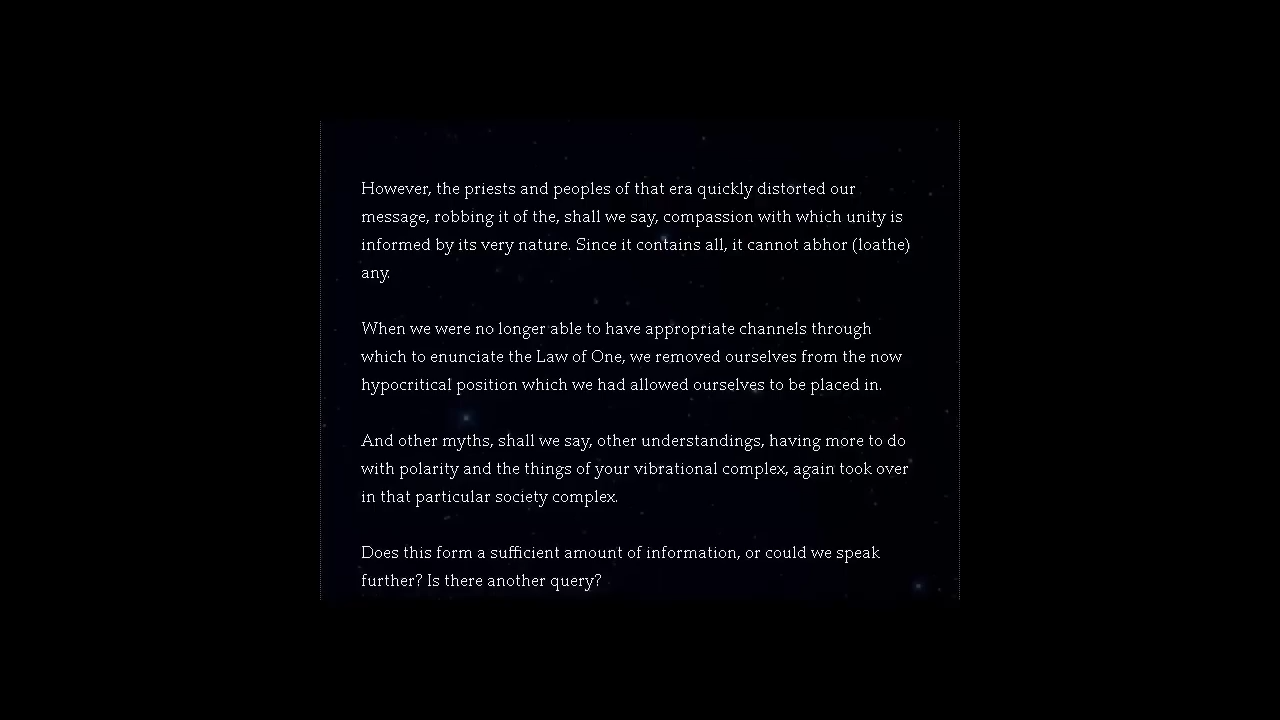 However, the priests and peoples of that era quickly distorted our
message, robbing it of the, shall we say, compassion with which unity is
informed by its very nature. Since it contains all, it cannot abhor (loathe)
any.
When we were no longer able to have appropriate channels through
which to enunciate the Law of One, we removed ourselves from the now
hypocritical position which we had allowed ourselves to be placed in.
And other myths, shall we say, other understandings, having more to do
with polarity and the things of your vibrational complex, again took over
in that particular society complex.
Does this form a sufficient amount of information, or could we speak
further? Is there another query?